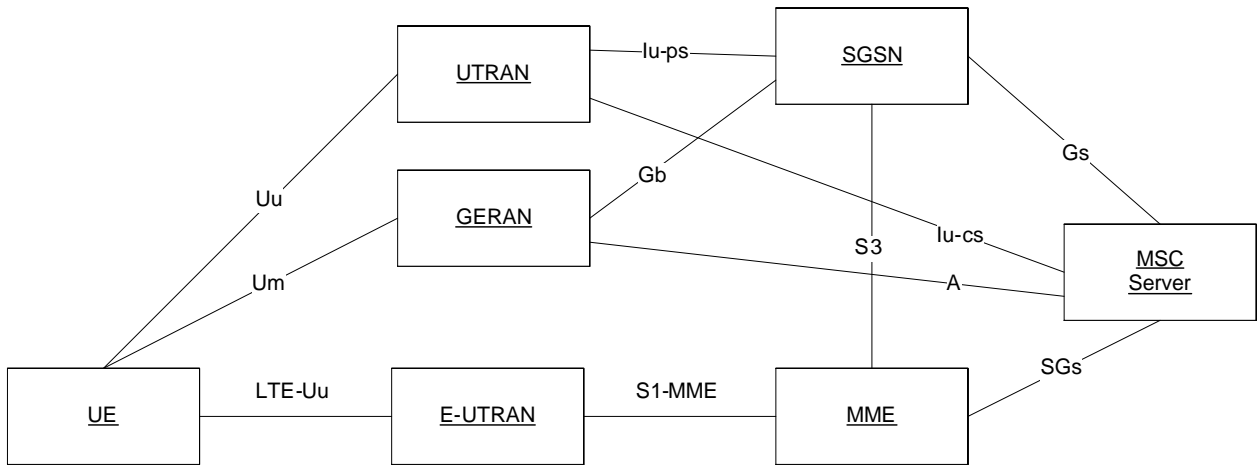 Iu-ps
UTRAN
SGSN
Gs
Gb
Uu
GERAN
Iu-cs
S3
MSC
Server
Um
A
SGs
LTE-Uu
S1-MME
UE
E-UTRAN
MME